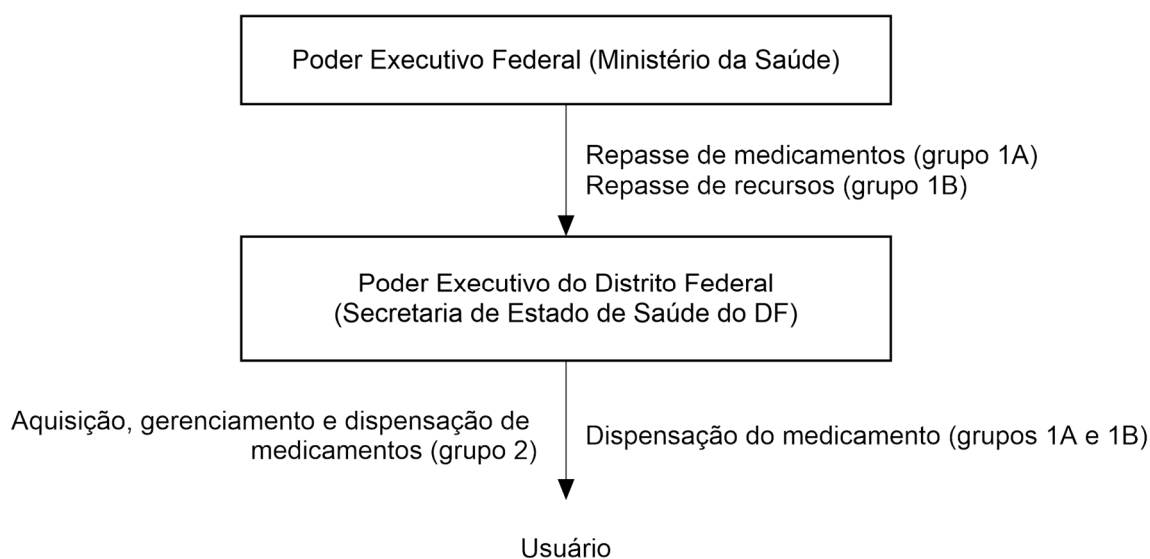 Poder Executivo Federal (Ministério da Saúde)
Repasse de medicamentos (grupo 1A)
Repasse de recursos (grupo 1B)
Poder Executivo do Distrito Federal
(Secretaria de Estado de Saúde do DF)
Aquisição, gerenciamento e dispensação de
medicamentos (grupo 2)
Dispensação do medicamento (grupos 1A e 1B)
Usuário